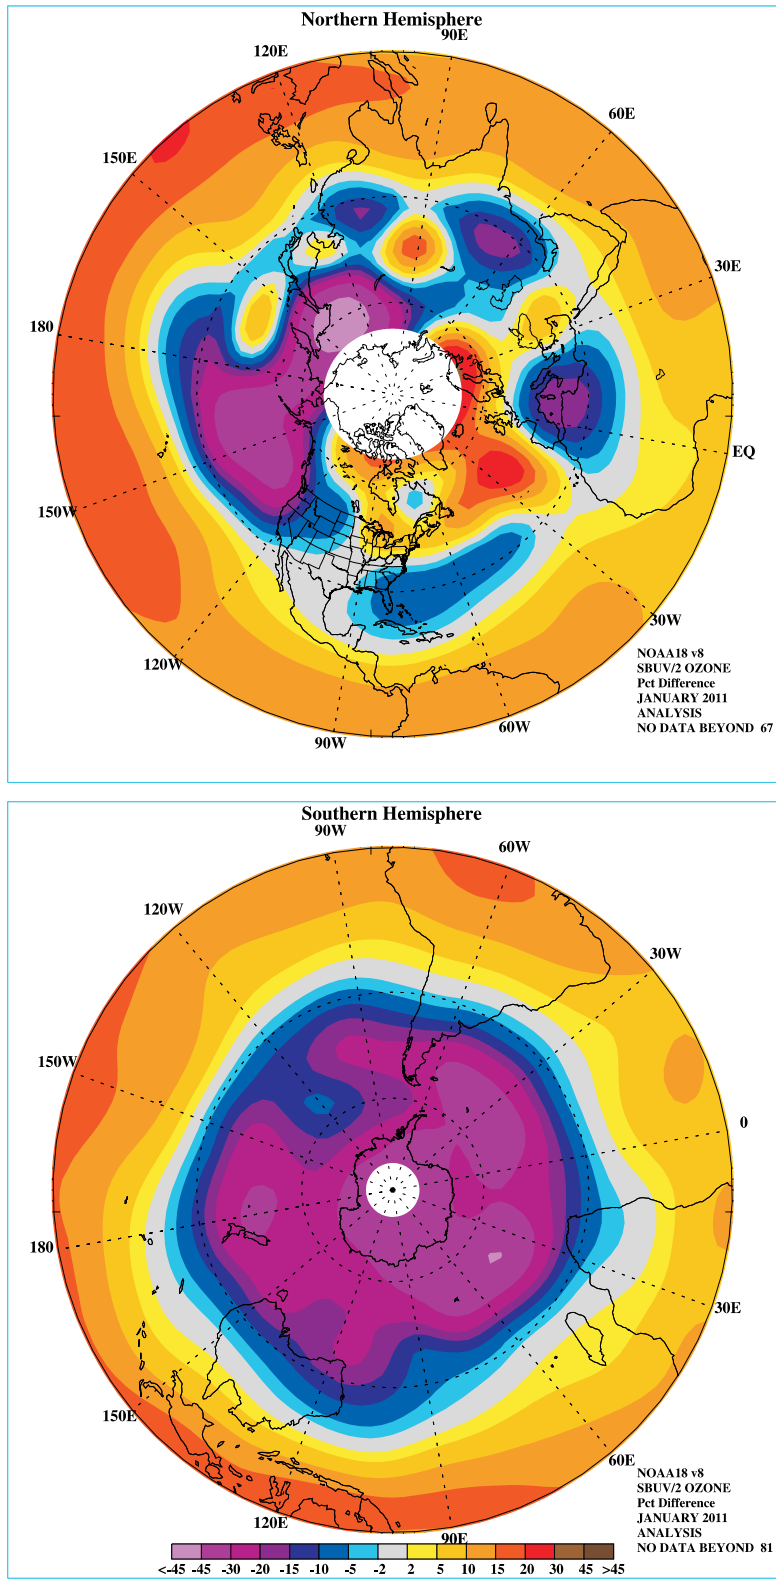 Northern Hemisphere
90E
120E
60E
150E
30E
180
EQ
150W
30W
120W
60W
90W
NOAA18 v8
SBUV/2 OZONE
Pct Difference
JANUARY 2011
ANALYSIS
NO DATA BEYOND 67
Southern Hemisphere
90W
60W
120W
30W
150W
0
180
30E
150E
60E
120E
90E
NOAA18 v8
SBUV/2 OZONE
Pct Difference
JANUARY 2011
ANALYSIS
NO DATA BEYOND 81
<-45 -45 -30 -20 -15 -10 -5 -2 2 5 10 15 20 30 45 >45